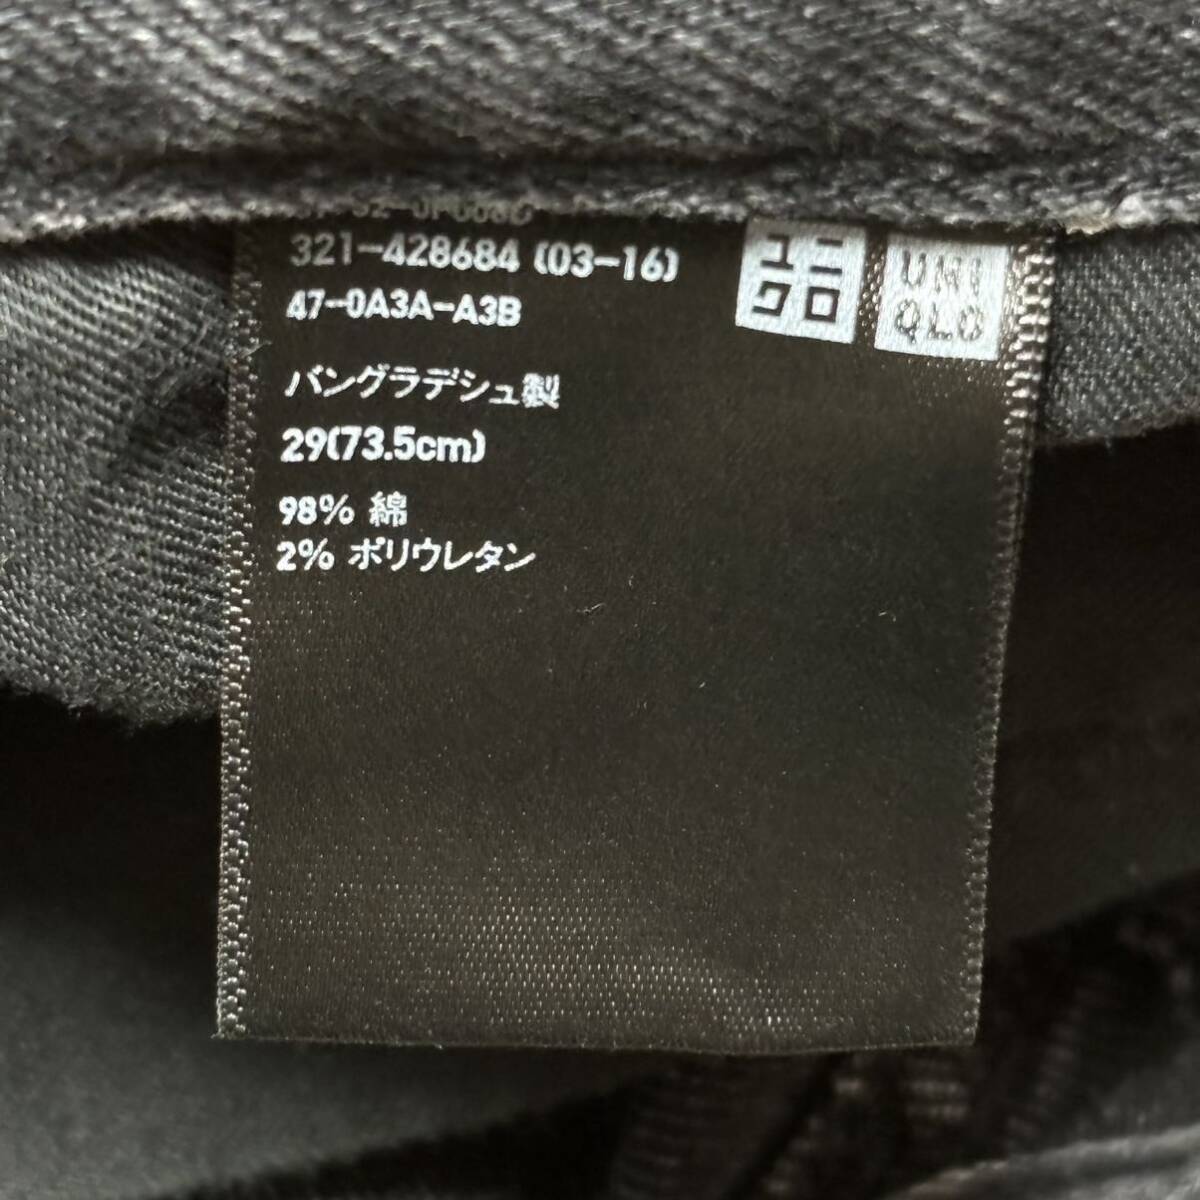 321-428684 (03-16)
47-0A3A-A3B
バングラデシュ製
29(73.5cm)
98% 綿
2% ポリウレタン
ユニ
クロ
UNI
QLO